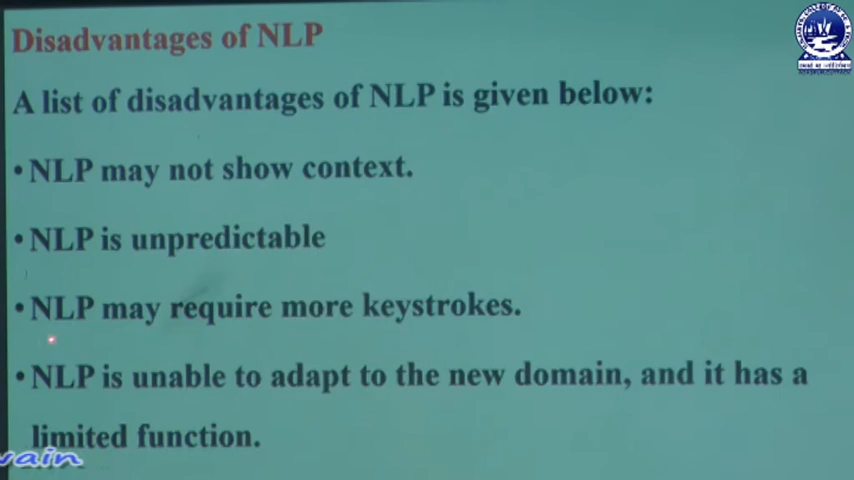 Disadvantages of NLP
A list of disadvantages of NLP is given below:
• NLP may not show context.
• NLP is unpredictable
• NLP may require more keystrokes.
• NLP is unable to adapt to the new domain, and it has a
limited function.